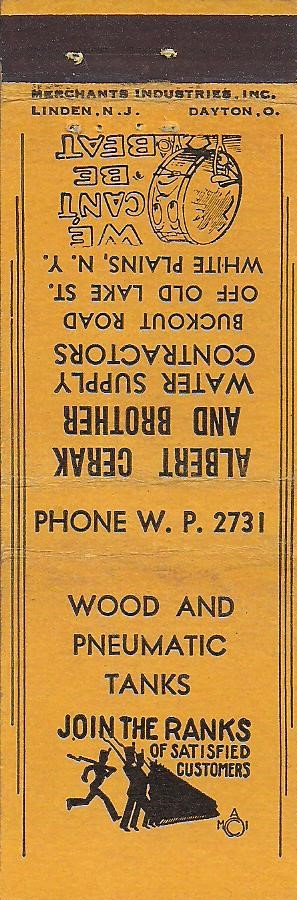 MERCHANTS INDUSTRIES, INC.
LINDEN, N.J. DAYTON, O.
ALBERT CERAK
AND BROTHER
WATER SUPPLY
CONTRACTORS
BUCKOUT ROAD
OFF OLD LAKE ST.
WHITE PLAINS, N. Y.
WE
CAN'T
BE
BEAT
PHONE W. P. 2731
WOOD AND
PNEUMATIC
TANKS
JOIN THE RANKS
OF SATISFIED
CUSTOMERS
A
M C I